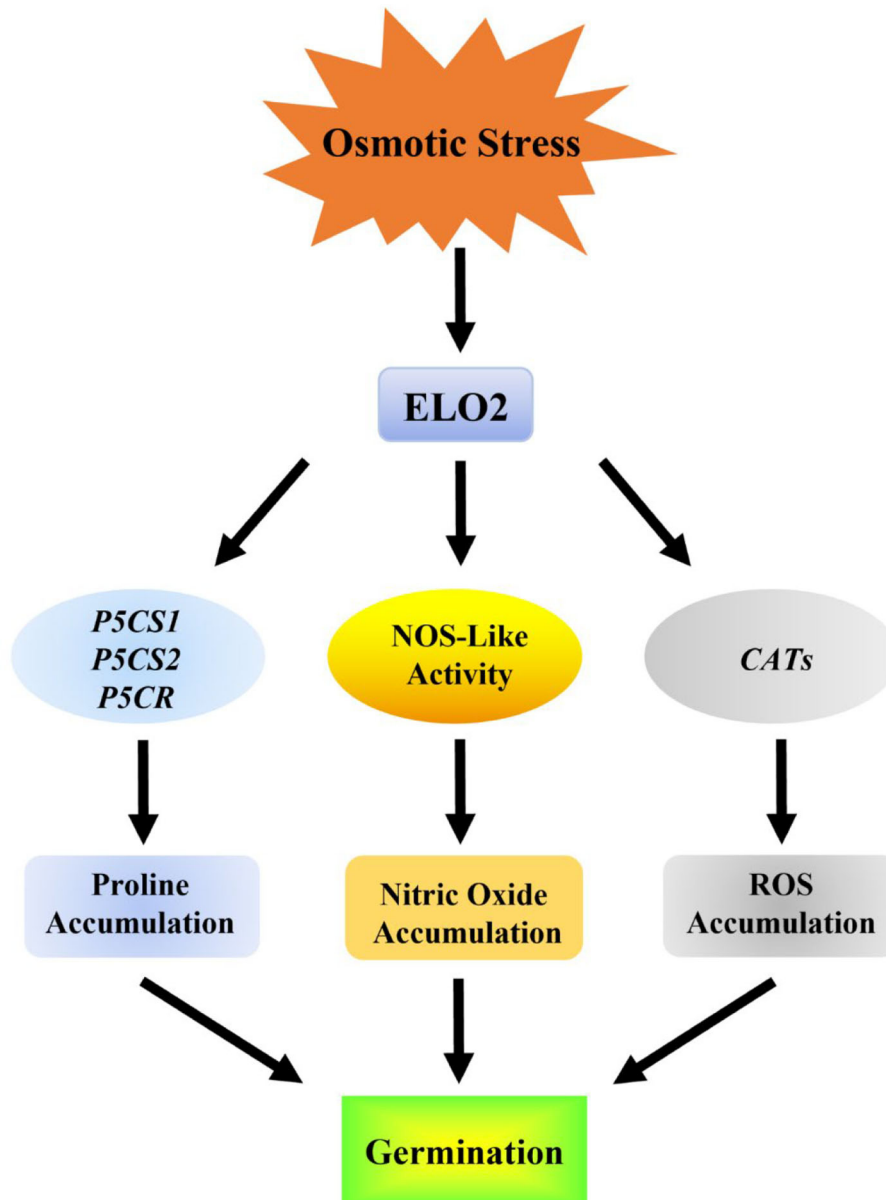 Osmotic Stress
ELO2
P5CS1
P5CS2
P5CR
NOS-Like
Activity
CATs
Proline
Accumulation
Nitric Oxide
Accumulation
ROS
Accumulation
Germination